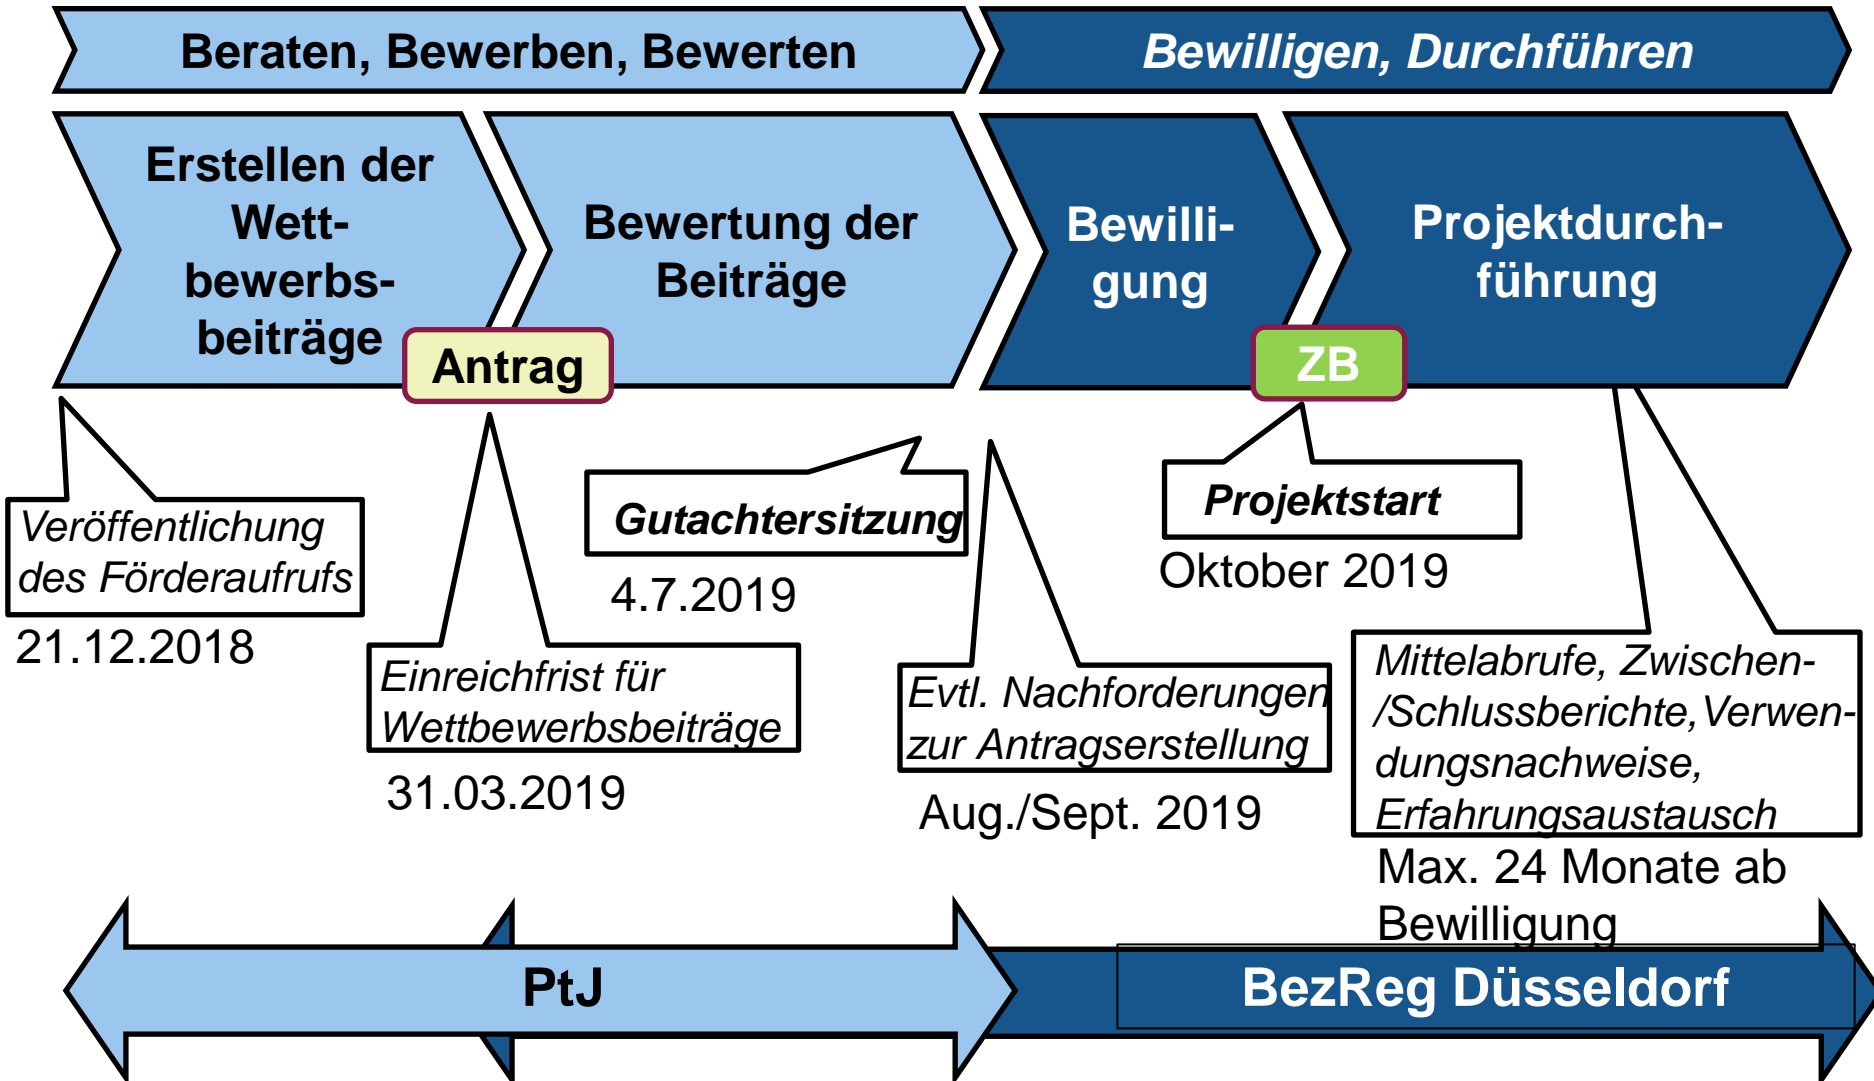 Beraten, Bewerben, Bewerten
Bewilligen, Durchführen
Erstellen der
Wett-
bewerbs-
beiträge
Bewertung der
Beiträge
Bewilli-
gung
Projektdurch-
führung
Antrag
ZB
Veröffentlichung
des Förderaufrufs
21.12.2018
Einreichfrist für
Wettbewerbsbeiträge
31.03.2019
Gutachtersitzung
4.7.2019
Evtl. Nachforderungen
zur Antragserstellung
Aug./Sept. 2019
Projektstart
Oktober 2019
Mittelabrufe, Zwischen-
/Schlussberichte,Verwen-
dungsnachweise,
Erfahrungsaustausch
Max. 24 Monate ab
Bewilligung
PtJ
BezReg Düsseldorf